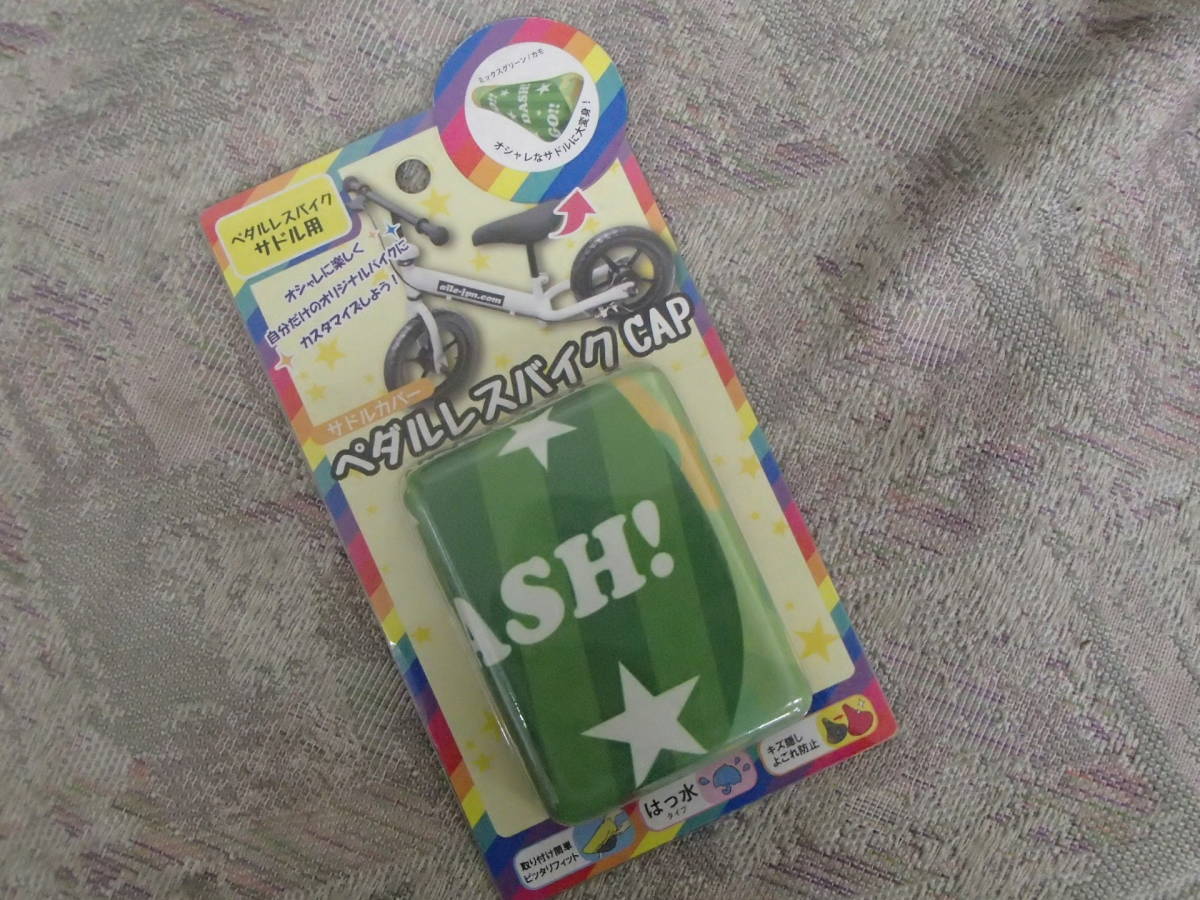 ミックスグリーン/カモ
GO!!
DASH!
GO!!
オシャレなサドルに大変身!
ペダルレスバイク
サドル用
オシャレに楽しく
自分だけのオリジナルバイクに
カスタマイズしよう!
aile-jpn.com
サドルカバー
ペダルレスバイク CAP
ASH!
取り付け簡単
ピッタリフィット
はっ水
タイプ
キズ隠し
よごれ防止